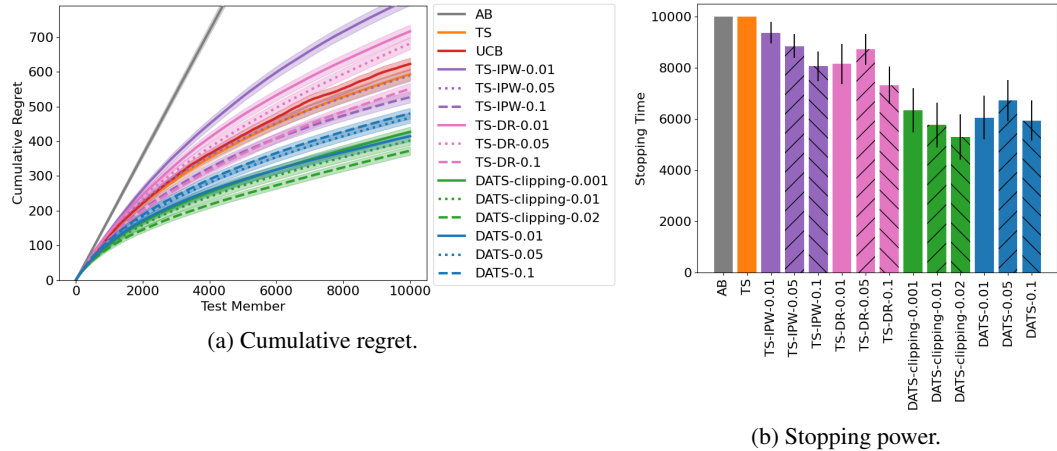 Cumulative Regret
700
600
500
400
300
200
100
0
0 2000 4000 6000 8000 10000
Test Member
AB
TS
UCB
TS-IPW-0.01
TS-IPW-0.05
TS-IPW-0.1
TS-DR-0.01
TS-DR-0.05
TS-DR-0.1
DATS-clipping-0.001
DATS-clipping-0.01
DATS-clipping-0.02
DATS-0.01
DATS-0.05
DATS-0.1
(a) Cumulative regret.
Stopping Time
10000
8000
6000
4000
2000
0
AB
TS
TS-IPW-0.01
TS-IPW-0.05
TS-IPW-0.1
TS-DR-0.01
TS-DR-0.05
TS-DR-0.1
DATS-clipping-0.001
DATS-clipping-0.01
DATS-clipping-0.02
DATS-0.01
DATS-0.05
DATS-0.1
(b) Stopping power.